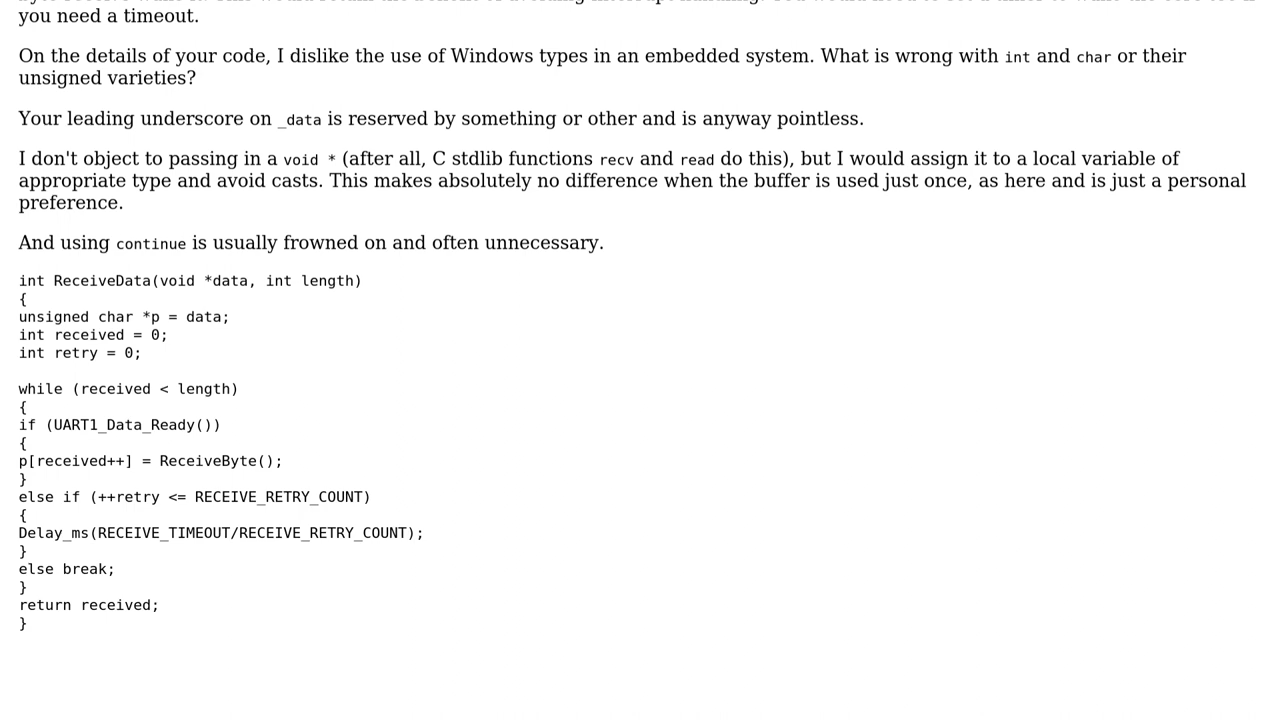 you need a timeout.
On the details of your code, I dislike the use of Windows types in an embedded system. What is wrong with int and char or their
unsigned varieties?
Your leading underscore on _data is reserved by something or other and is anyway pointless.
I don't object to passing in a void * (after all, C stdlib functions recv and read do this), but I would assign it to a local variable of
appropriate type and avoid casts. This makes absolutely no difference when the buffer is used just once, as here and is just a personal
preference.
And using continue is usually frowned on and often unnecessary.
int ReceiveData(void *data, int length)
{
unsigned char *p = data;
int received = 0;
int retry = 0;
while (received < length)
{
if (UART1_Data_Ready())
{
p[received++] = ReceiveByte();
}
else if (++retry <= RECEIVE_RETRY_COUNT)
{
Delay_ms(RECEIVE_TIMEOUT/RECEIVE_RETRY_COUNT);
}
else break;
}
return received;
}